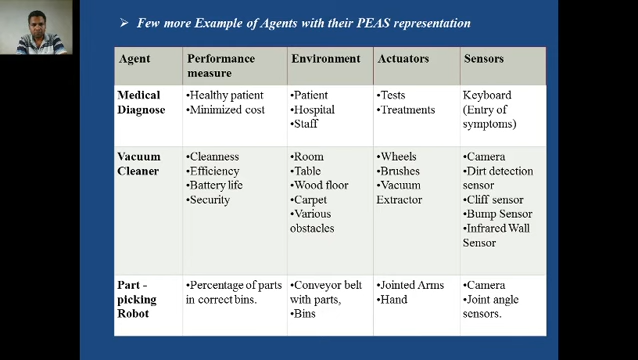 Few more Example of Agents with their PEAS representation
Agent
Performance
measure
Environment
Actuators
Sensors
Medical
Diagnose
•Healthy patient
•Minimized cost
•Patient
•Hospital
•Staff
•Tests
•Treatments
Keyboard
(Entry of
symptoms)
Vacuum
Cleaner
•Cleanness
•Efficiency
•Battery life
•Security
•Room
•Table
•Wood floor
•Carpet
•Various
obstacles
•Wheels
•Brushes
•Vacuum
Extractor
•Camera
•Dirt detection
sensor
•Cliff sensor
•Bump Sensor
•Infrared Wall
Sensor
Part -
picking
Robot
•Percentage of parts
in correct bins.
•Conveyor belt
with parts,
•Bins
•Jointed Arms
•Hand
•Camera
•Joint angle
sensors.